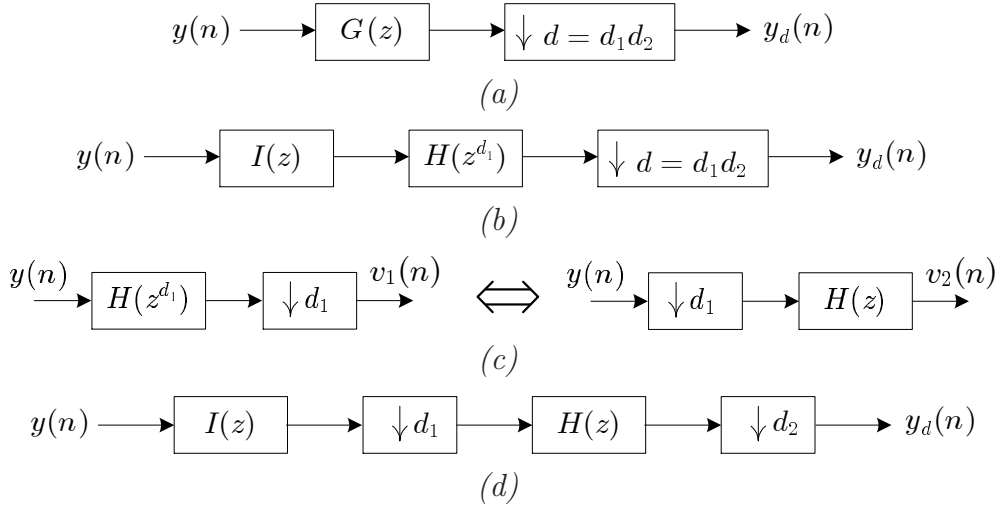 y(n) G(z) ↓ d = d₁d₂ y_d(n)
(a)
y(n) I(z) H(z^{d₁}) ↓ d = d₁d₂ y_d(n)
(b)
y(n) H(z^{d₁}) ↓ d₁ v₁(n) ⟺ y(n) ↓ d₁ H(z) v₂(n)
(c)
y(n) I(z) ↓ d₁ H(z) ↓ d₂ y_d(n)
(d)